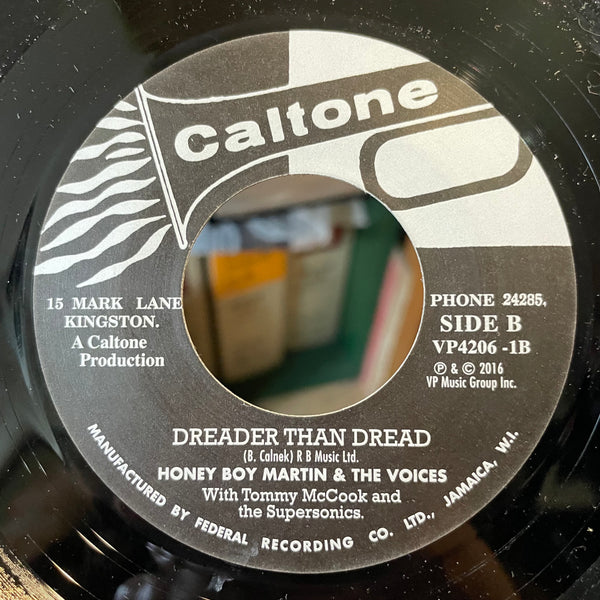 Caltone
15 MARK LANE
KINGSTON.
A Caltone
Production
PHONE 24285,
SIDE B
VP4206 -1B
℗ & © 2016
VP Music Group Inc.
DREADER THAN DREAD
(B. Calnek) R B Music Ltd.
HONEY BOY MARTIN & THE VOICES
With Tommy McCook and
the Supersonics.
MANUFACTURED BY FEDERAL RECORDING CO. LTD., JAMAICA, W.I.